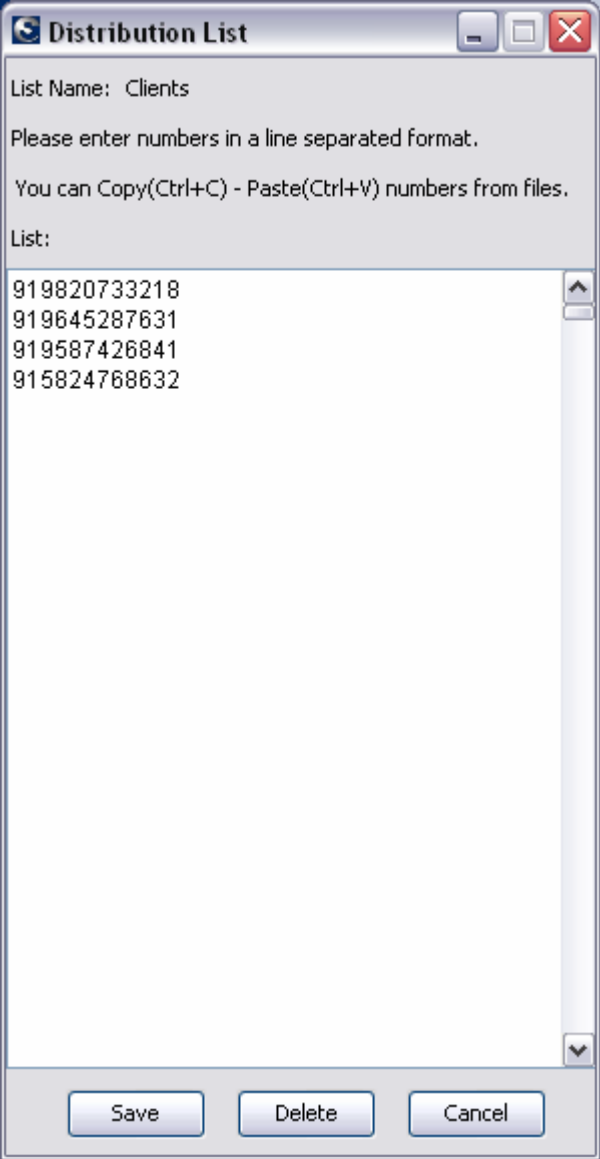 Distribution List
List Name: Clients
Please enter numbers in a line separated format.
You can Copy(Ctrl+C) - Paste(Ctrl+V) numbers from files.
List:
919820733218
919645287631
919587426841
915824768632
Save Delete Cancel